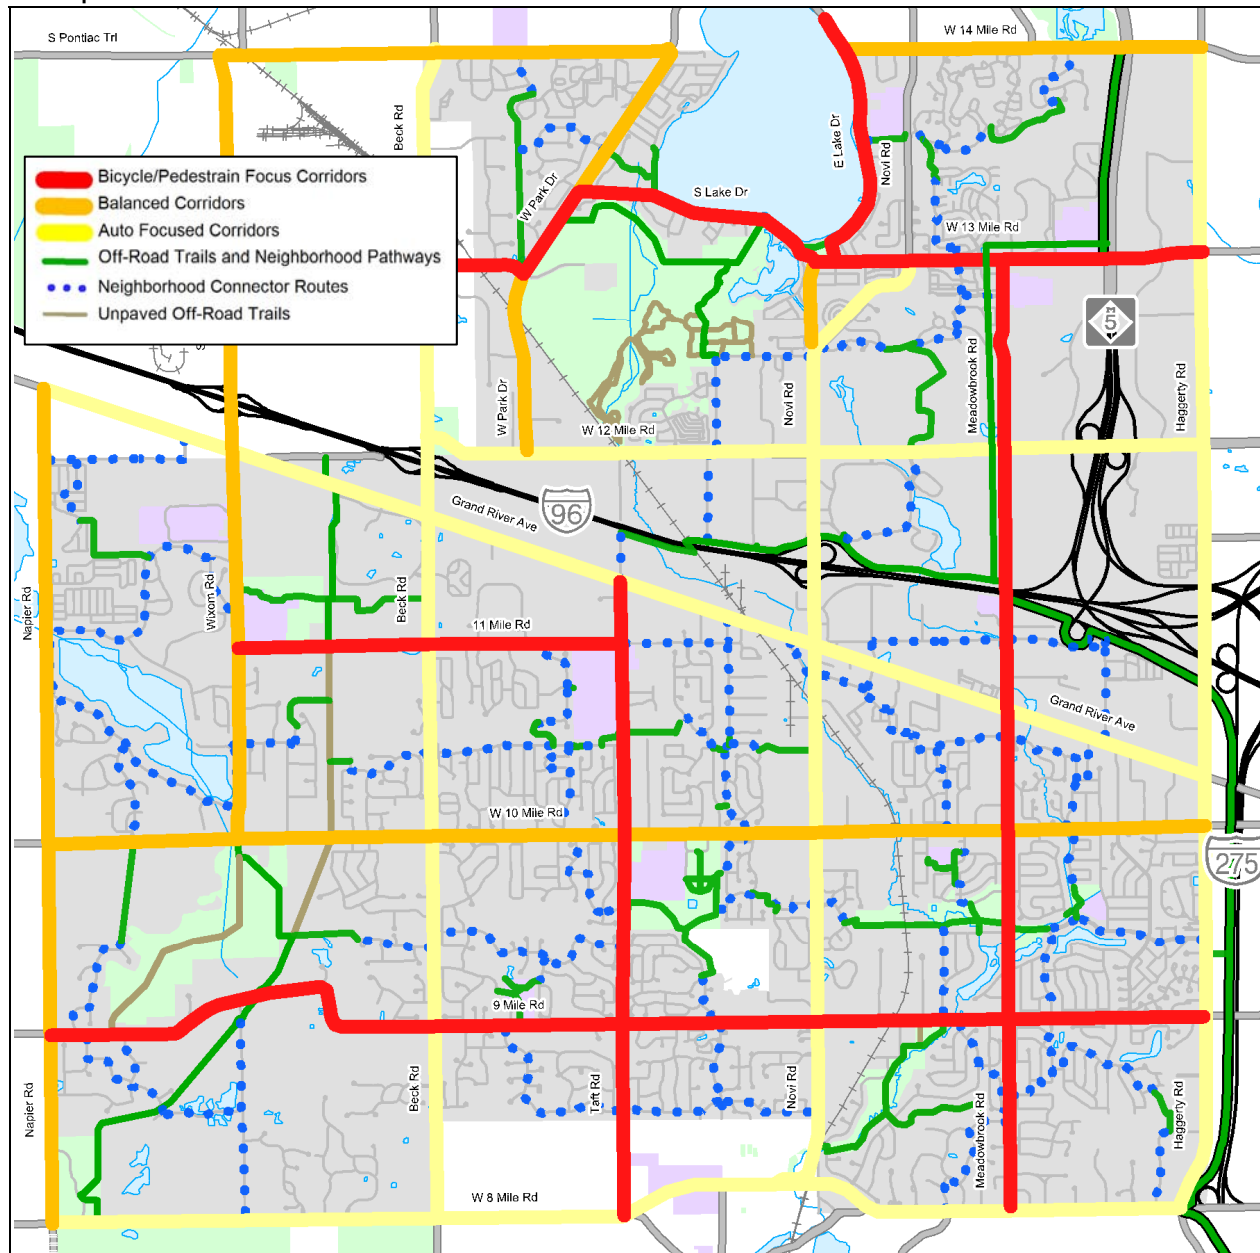 S Pontiac Trl
W 14 Mile Rd
Beck Rd
E Lake Dr
Novi Rd
Bicycle/Pedestrain Focus Corridors
Balanced Corridors
Auto Focused Corridors
Off-Road Trails and Neighborhood Pathways
Neighborhood Connector Routes
Unpaved Off-Road Trails
W Park Dr
S Lake Dr
W 13 Mile Rd
M
5
W Park Dr
Novi Rd
Meadowbrook Rd
Haggerty Rd
W 12 Mile Rd
Grand River Ave
96
Napier Rd
Wixom Rd
Beck Rd
11 Mile Rd
Grand River Ave
W 10 Mile Rd
275
9 Mile Rd
Napier Rd
Beck Rd
Taft Rd
Novi Rd
Meadowbrook Rd
Haggerty Rd
W 8 Mile Rd